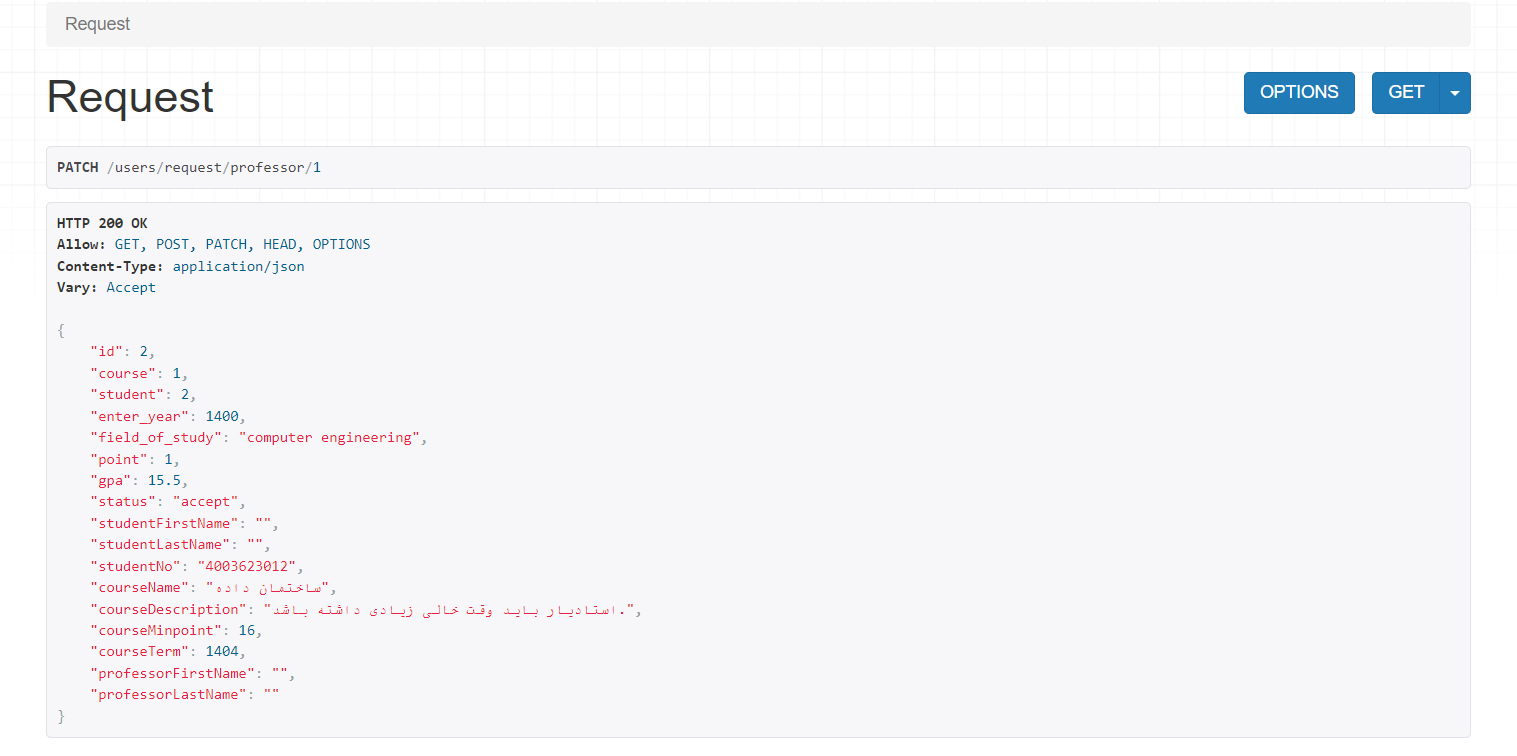 Request
Request
OPTIONS
GET
PATCH /users/request/professor/1
HTTP 200 OK
Allow: GET, POST, PATCH, HEAD, OPTIONS
Content-Type: application/json
Vary: Accept
{
"id": 2,
"course": 1,
"student": 2,
"enter_year": 1400,
"field_of_study": "computer engineering",
"point": 1,
"gpa": 15.5,
"status": "accept",
"studentFirstName": "",
"studentLastName": "",
"studentNo": "4003623012",
"courseName": "ساختمان داده",
"courseDescription": "استادیار باید وقت خالی زیادی داشته باشد.",
"courseMinpoint": 16,
"courseTerm": 1404,
"professorFirstName": "",
"professorLastName": ""
}